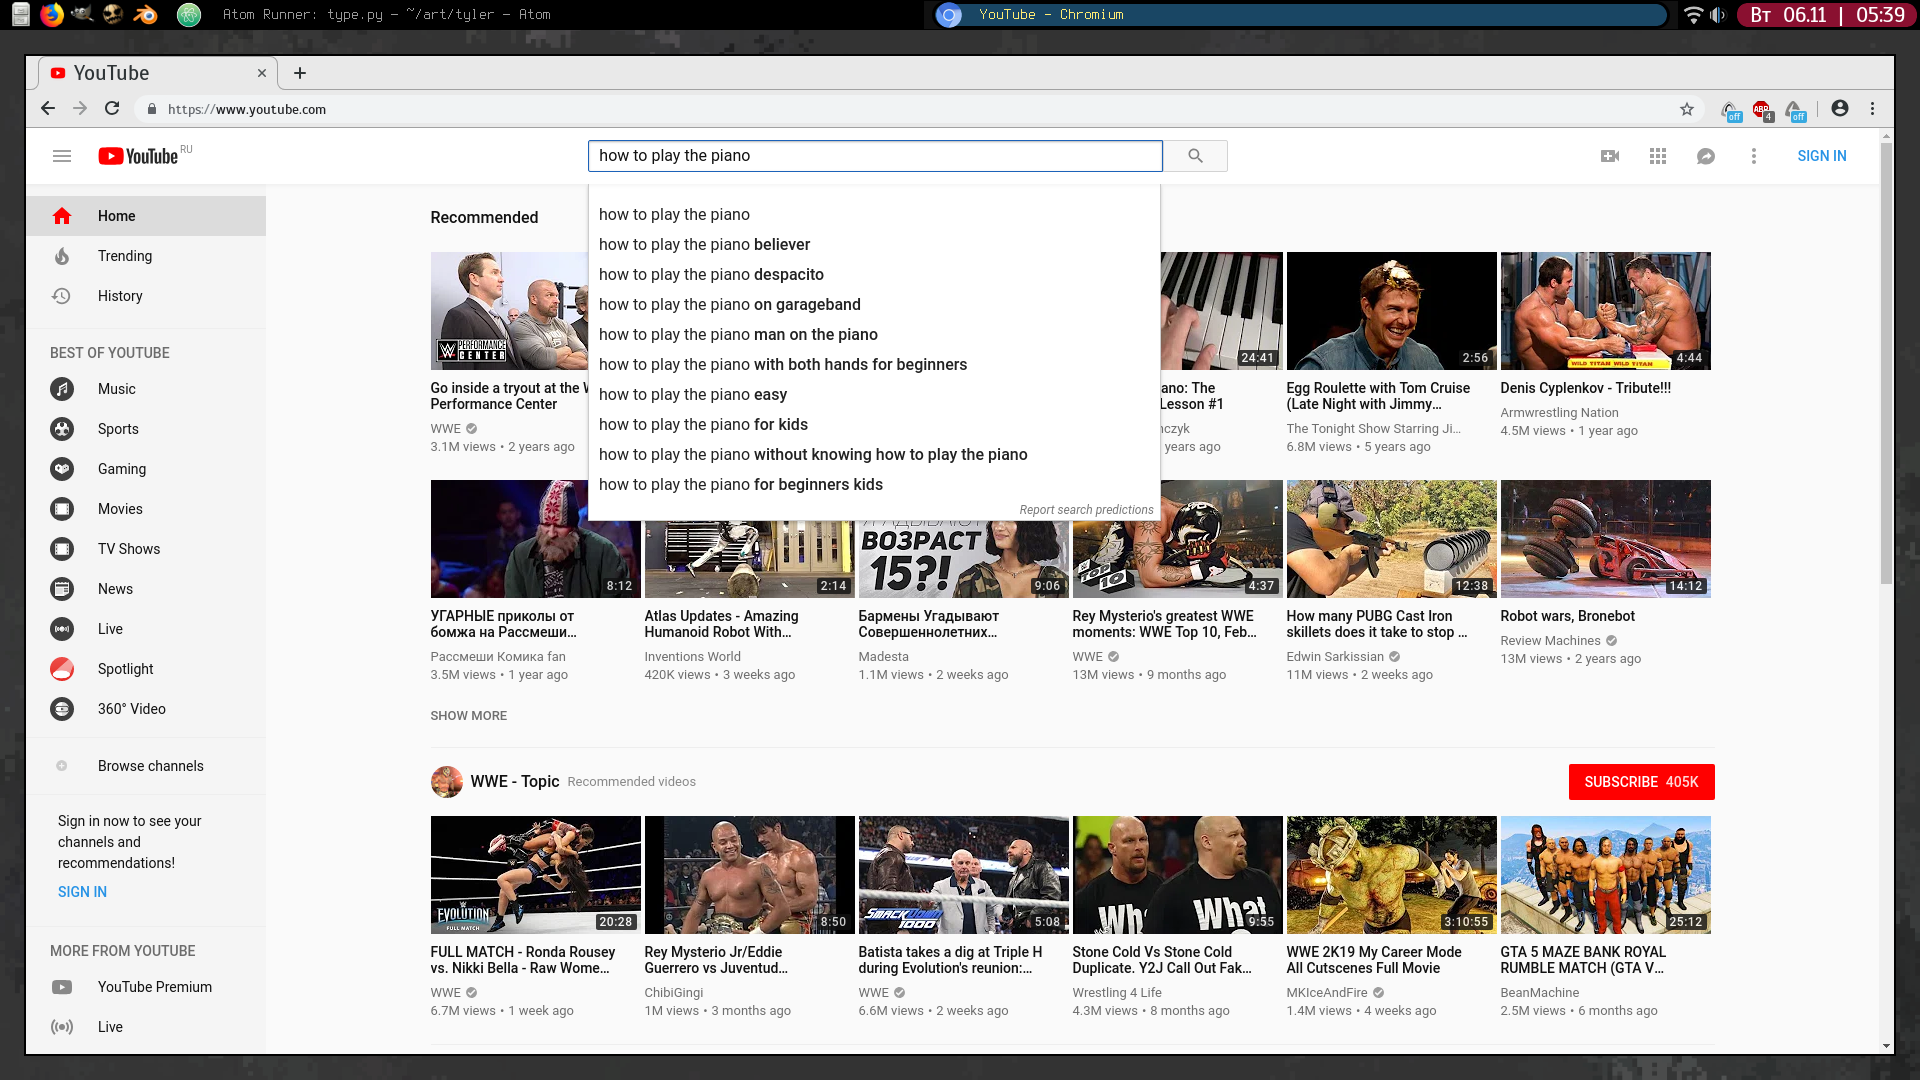 Atom Runner: type.py – ~/art/tyler – Atom
YouTube - Chromium
Вт 06.11 | 05:39
YouTube
https://www.youtube.com
off
ABP
4
off
YouTube RU
how to play the piano
SIGN IN
Home
Trending
History
BEST OF YOUTUBE
Music
Sports
Gaming
Movies
TV Shows
News
Live
Spotlight
360° Video
Browse channels
Sign in now to see your
channels and
recommendations!
SIGN IN
MORE FROM YOUTUBE
YouTube Premium
Live
how to play the piano
how to play the piano believer
how to play the piano despacito
how to play the piano on garageband
how to play the piano man on the piano
how to play the piano with both hands for beginners
how to play the piano easy
how to play the piano for kids
how to play the piano without knowing how to play the piano
how to play the piano for beginners kids
Report search predictions
Recommended
PERFORMANCE
CENTER
Go inside a tryout at the
Performance Center
WWE
3.1M views • 2 years ago
24:41
ano: The
Lesson #1
nczyk
years ago
2:56
Egg Roulette with Tom Cruise
(Late Night with Jimmy…
The Tonight Show Starring Ji…
6.8M views • 5 years ago
WILD TITAN WILD TITAN
4:44
Denis Cyplenkov - Tribute!!!
Armwrestling Nation
4.5M views • 1 year ago
8:12
УГАРНЫЕ приколы от
бомжа на Рассмеши…
Рассмеши Комика fan
3.5M views • 1 year ago
2:14
Atlas Updates - Amazing
Humanoid Robot With…
Inventions World
420K views • 3 weeks ago
УГАДЫВАЮТ
ВОЗРАСТ
15?!
9:06
Бармены Угадывают
Совершеннолетних…
Madesta
1.1M views • 2 weeks ago
TOP
10
4:37
Rey Mysterio's greatest WWE
moments: WWE Top 10, Feb…
WWE
13M views • 9 months ago
12:38
How many PUBG Cast Iron
skillets does it take to stop …
Edwin Sarkissian
11M views • 2 weeks ago
14:12
Robot wars, Bronebot
Review Machines
13M views • 2 years ago
SHOW MORE
WWE - Topic Recommended videos
SUBSCRIBE 405K
EVOLUTION
FULL MATCH
20:28
FULL MATCH - Ronda Rousey
vs. Nikki Bella - Raw Wome…
WWE
6.7M views • 1 week ago
8:50
Rey Mysterio Jr/Eddie
Guerrero vs Juventud…
ChibiGingi
1M views • 3 months ago
SMACKDOWN
1000
5:08
Batista takes a dig at Triple H
during Evolution's reunion:…
WWE
6.6M views • 2 weeks ago
Wh
What
9:55
Stone Cold Vs Stone Cold
Duplicate. Y2J Call Out Fak…
Wrestling 4 Life
4.3M views • 8 months ago
3:10:55
WWE 2K19 My Career Mode
All Cutscenes Full Movie
MKIceAndFire
1.4M views • 4 weeks ago
25:12
GTA 5 MAZE BANK ROYAL
RUMBLE MATCH (GTA V…
BeanMachine
2.5M views • 6 months ago